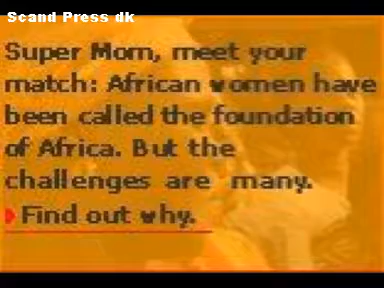 Scand Press dk
Super Mom, meet your
match: African women have
been called the foundation
of Africa. But the
challenges are many.
Find out why.